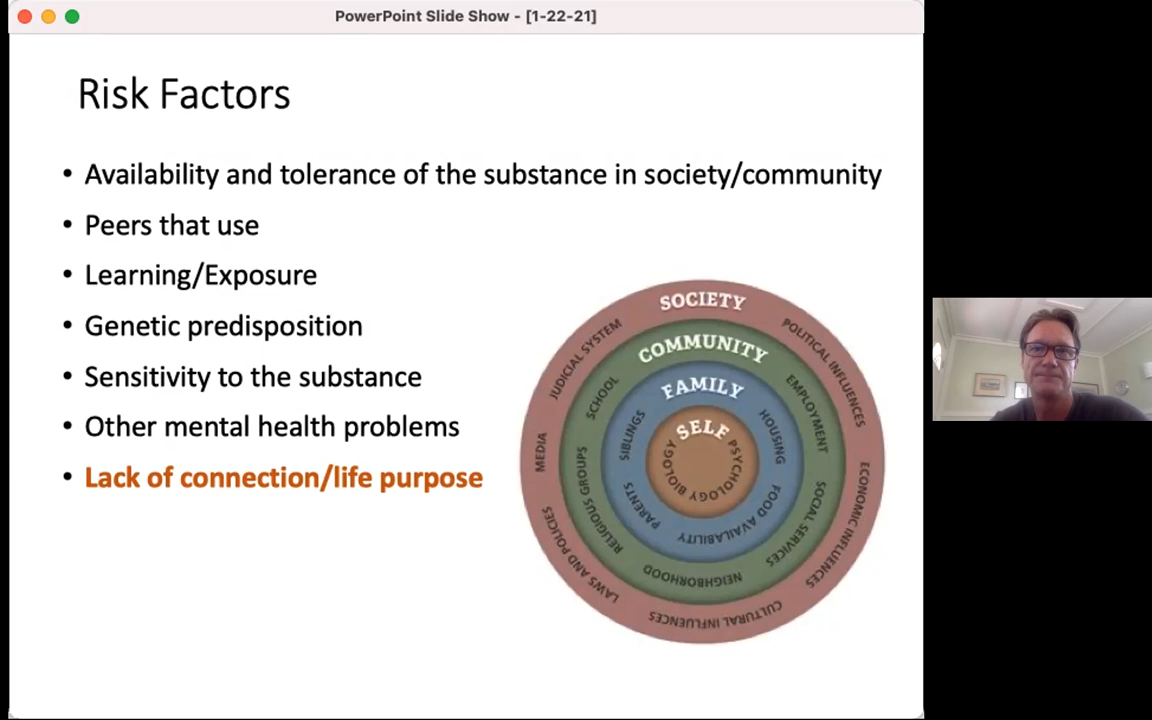 PowerPoint Slide Show - [1-22-21]
Risk Factors
• Availability and tolerance of the substance in society/community
• Peers that use
• Learning/Exposure
• Genetic predisposition
• Sensitivity to the substance
• Other mental health problems
• Lack of connection/life purpose
SOCIETY
JUDICIAL SYSTEM
POLITICAL INFLUENCES
MEDIA
ECONOMIC INFLUENCES
LAWS AND POLICIES
CULTURAL INFLUENCES
COMMUNITY
SCHOOL
EMPLOYMENT
RELIGIOUS GROUPS
SOCIAL SERVICES
NEIGHBORHOOD
FAMILY
SIBLINGS
HOUSING
PARENTS
FOOD AVAILABILITY
SELF
BIOLOGY
PSYCHOLOGY